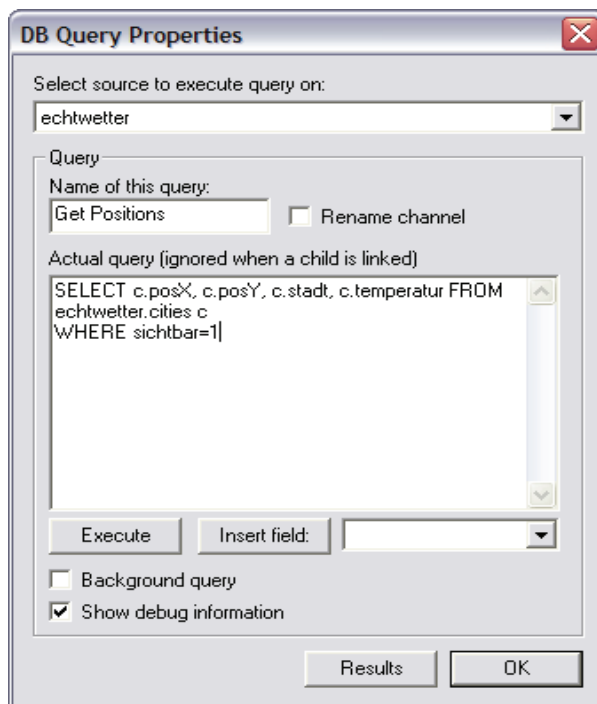 DB Query Properties
Select source to execute query on:
echtwetter
Query
Name of this query:
Get Positions
Rename channel
Actual query (ignored when a child is linked)
SELECT c.posX, c.posY, c.stadt, c.temperatur FROM
echtwetter.cities c
WHERE sichtbar=1
Execute
Insert field:
Background query
Show debug information
Results
OK